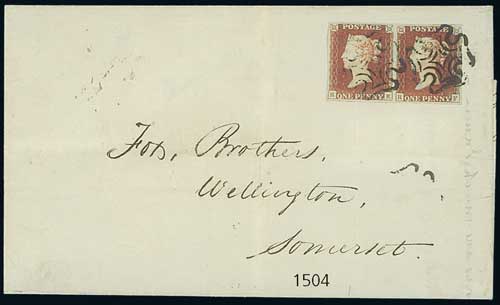 POSTAGE POSTAGE
ONE PENNY ONE PENNY
Fox, Brothers,
Wellington,
Somerset.
1504